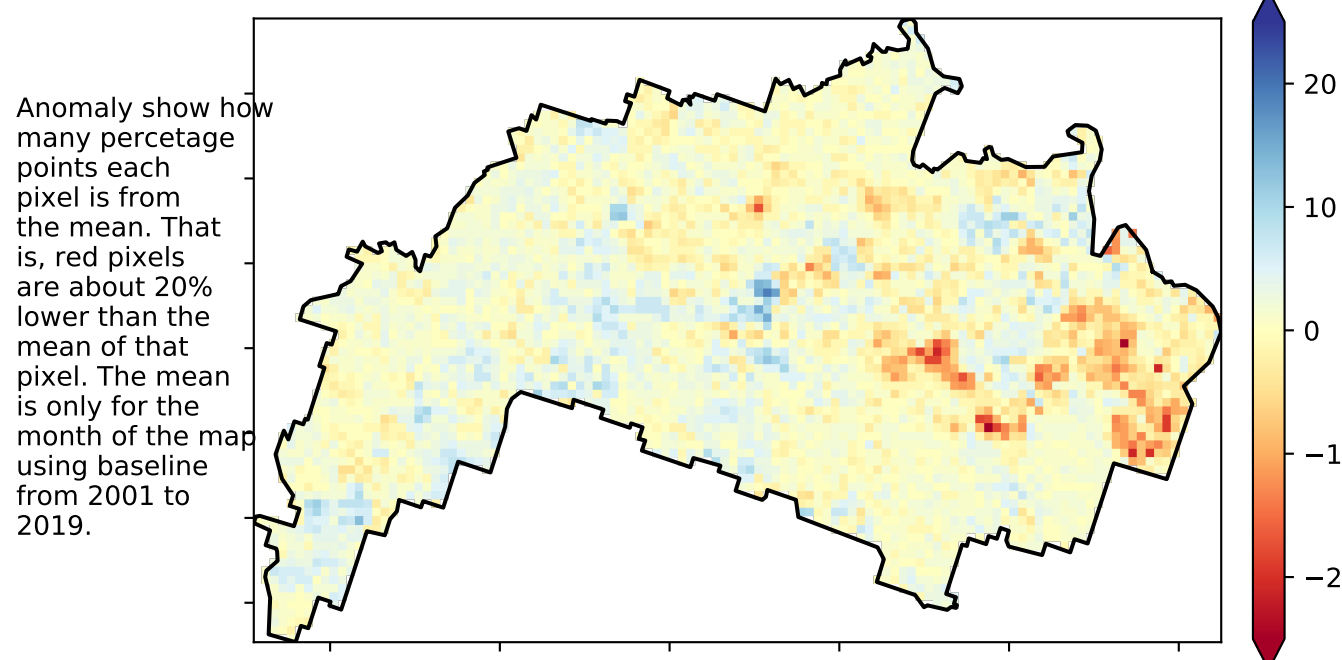 Anomaly show how
many percetage
points each
pixel is from
the mean. That
is, red pixels
are about 20%
lower than the
mean of that
pixel. The mean
is only for the
month of the map
using baseline
from 2001 to
2019.
20
10
0
−1
−2